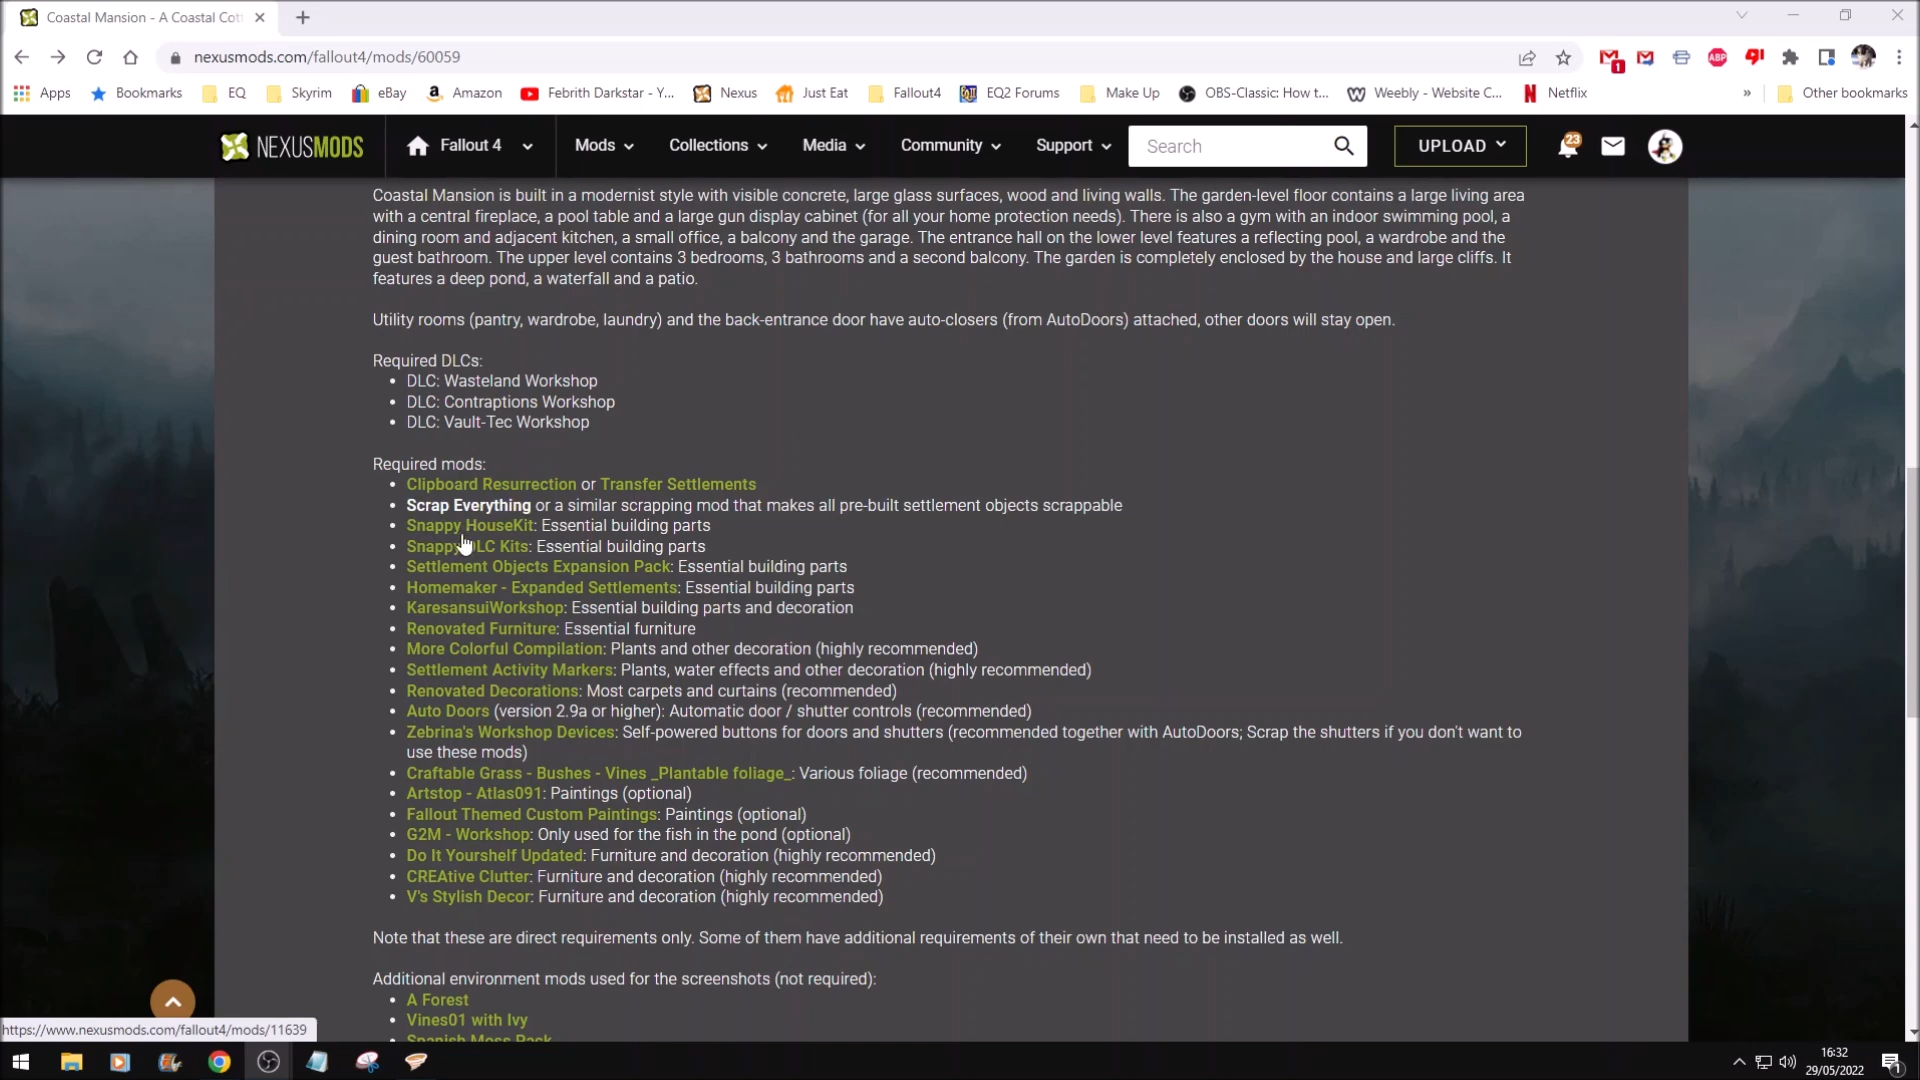 Coastal Mansion - A Coastal Cott
nexusmods.com/fallout4/mods/60059
1
ABP
Apps
Bookmarks
EQ
Skyrim
eBay
Amazon
Febrith Darkstar - Y...
Nexus
Just Eat
Fallout4
EQ2 Forums
Make Up
OBS-Classic: How t...
Weebly - Website C...
Netflix
»
Other bookmarks
NEXUSMODS
Fallout 4
Mods
Collections
Media
Community
Support
Search
UPLOAD
23
Coastal Mansion is built in a modernist style with visible concrete, large glass surfaces, wood and living walls. The garden-level floor contains a large living area
with a central fireplace, a pool table and a large gun display cabinet (for all your home protection needs). There is also a gym with an indoor swimming pool, a
dining room and adjacent kitchen, a small office, a balcony and the garage. The entrance hall on the lower level features a reflecting pool, a wardrobe and the
guest bathroom. The upper level contains 3 bedrooms, 3 bathrooms and a second balcony. The garden is completely enclosed by the house and large cliffs. It
features a deep pond, a waterfall and a patio.
Utility rooms (pantry, wardrobe, laundry) and the back-entrance door have auto-closers (from AutoDoors) attached, other doors will stay open.
Required DLCs:
• DLC: Wasteland Workshop
• DLC: Contraptions Workshop
• DLC: Vault-Tec Workshop
Required mods:
• Clipboard Resurrection or Transfer Settlements
• Scrap Everything or a similar scrapping mod that makes all pre-built settlement objects scrappable
• Snappy HouseKit: Essential building parts
• Snappy DLC Kits: Essential building parts
• Settlement Objects Expansion Pack: Essential building parts
• Homemaker - Expanded Settlements: Essential building parts
• KaresansuiWorkshop: Essential building parts and decoration
• Renovated Furniture: Essential furniture
• More Colorful Compilation: Plants and other decoration (highly recommended)
• Settlement Activity Markers: Plants, water effects and other decoration (highly recommended)
• Renovated Decorations: Most carpets and curtains (recommended)
• Auto Doors (version 2.9a or higher): Automatic door / shutter controls (recommended)
• Zebrina's Workshop Devices: Self-powered buttons for doors and shutters (recommended together with AutoDoors; Scrap the shutters if you don't want to
use these mods)
• Craftable Grass - Bushes - Vines _Plantable foliage_: Various foliage (recommended)
• Artstop - Atlas091: Paintings (optional)
• Fallout Themed Custom Paintings: Paintings (optional)
• G2M - Workshop: Only used for the fish in the pond (optional)
• Do It Yourshelf Updated: Furniture and decoration (highly recommended)
• CREAtive Clutter: Furniture and decoration (highly recommended)
• V's Stylish Decor: Furniture and decoration (highly recommended)
Note that these are direct requirements only. Some of them have additional requirements of their own that need to be installed as well.
Additional environment mods used for the screenshots (not required):
• A Forest
• Vines01 with Ivy
• Spanish Moss Pack
https://www.nexusmods.com/fallout4/mods/11639
16:32
29/05/2022
1